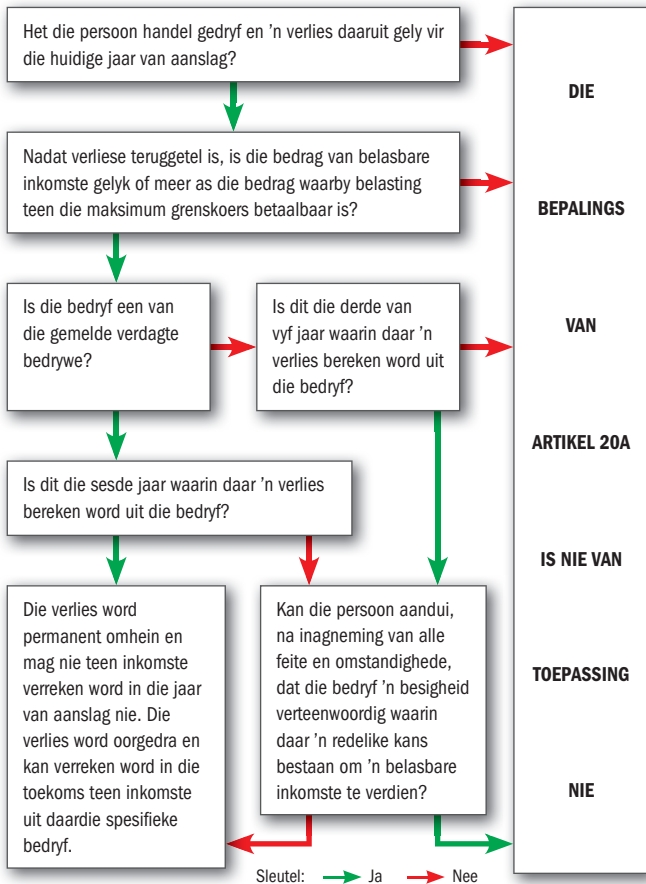 Het die persoon handel gedryf en 'n verlies daaruit gely vir
die huidige jaar van aanslag?
Nadat verliese teruggetel is, is die bedrag van belasbare
inkomste gelyk of meer as die bedrag waarby belasting
teen die maksimum grenskoers betaalbaar is?
Is die bedryf een van
die gemelde verdagte
bedrywe?
Is dit die derde van
vyf jaar waarin daar 'n
verlies bereken word uit
die bedryf?
Is dit die sesde jaar waarin daar 'n verlies
bereken word uit die bedryf?
Die verlies word
permanent omhein en
mag nie teen inkomste
verreken word in die jaar
van aanslag nie. Die
verlies word oorgedra en
kan verreken word in die
toekoms teen inkomste
uit daardie spesifieke
bedryf.
Kan die persoon aandui,
na inagneming van alle
feite en omstandighede,
dat die bedryf 'n besigheid
verteenwoordig waarin
daar 'n redelike kans
bestaan om 'n belasbare
inkomste te verdien?
DIE
BEPALINGS
VAN
ARTIKEL 20A
IS NIE VAN
TOEPASSING
NIE
Sleutel: Ja Nee